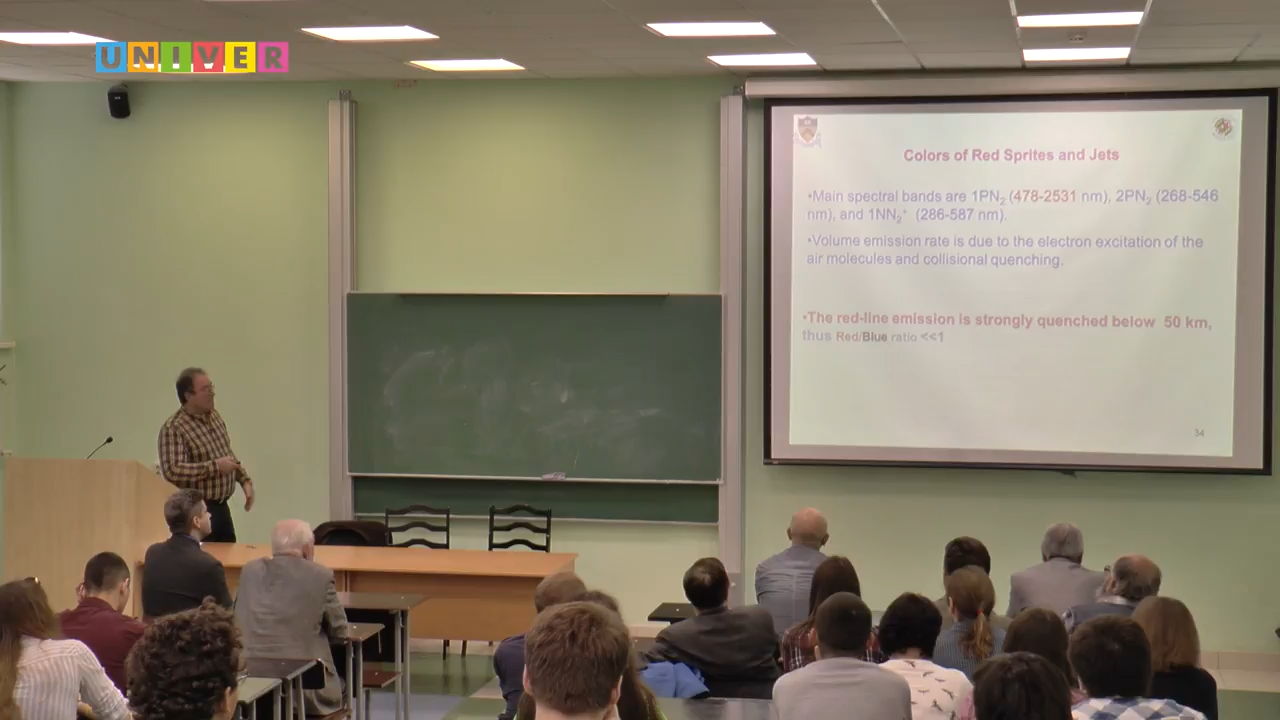 UNIVER
Colors of Red Sprites and Jets
•Main spectral bands are 1PN2 (478-2531 nm), 2PN2 (268-546
nm), and 1NN2+ (286-587 nm).
•Volume emission rate is due to the electron excitation of the
air molecules and collisional quenching.
•The red-line emission is strongly quenched below 50 km,
thus Red/Blue ratio <<1
34